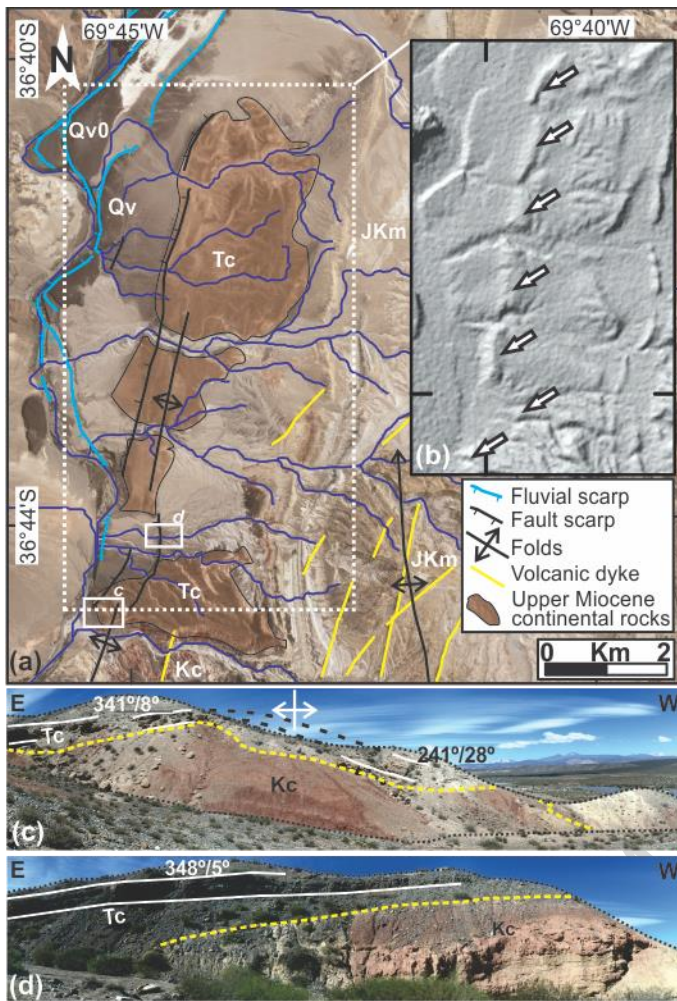 69°45'W
69°40'W
36°40'S
N
Qv0
Qv
Tc
JKm
(b)
36°44'S
d
c
Tc
JKm
Kc
(a)
Fluvial scarp
Fault scarp
Folds
Volcanic dyke
Upper Miocene
continental rocks
0 Km 2
E
W
341°/8°
Tc
241°/28°
Kc
(c)
E
W
348°/5°
Tc
Kc
(d)